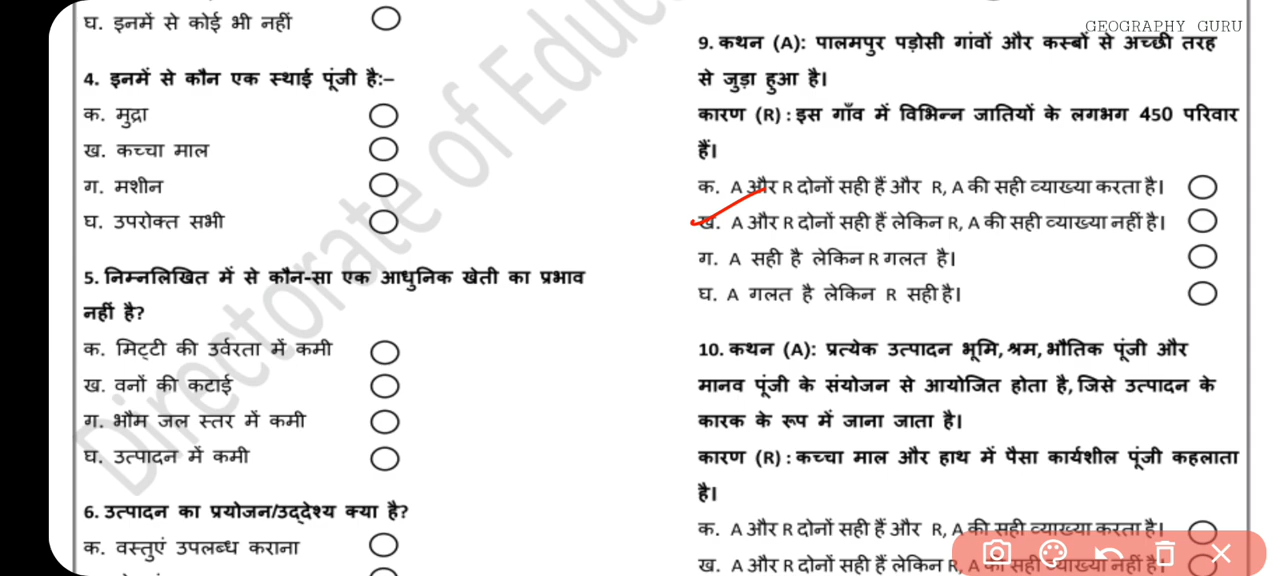 घ. इनमें से कोई भी नहीं
4. इनमें से कौन एक स्थाई पूंजी है:–
क. मुद्रा
ख. कच्चा माल
ग. मशीन
घ. उपरोक्त सभी
5. निम्नलिखित में से कौन-सा एक आधुनिक खेती का प्रभाव
नहीं है?
क. मिट्टी की उर्वरता में कमी
ख. वनों की कटाई
ग. भौम जल स्तर में कमी
घ. उत्पादन में कमी
6. उत्पादन का प्रयोजन/उद्देश्य क्या है?
क. वस्तुएं उपलब्ध कराना
GEOGRAPHY GURU
9. कथन (A): पालमपुर पड़ोसी गांवों और कस्बों से अच्छी तरह
से जुड़ा हुआ है।
कारण (R) : इस गाँव में विभिन्न जातियों के लगभग 450 परिवार
हैं।
क. A और R दोनों सही हैं और R, A की सही व्याख्या करता है।
ख. A और R दोनों सही हैं लेकिन R, A की सही व्याख्या नहीं है।
ग. A सही है लेकिन R गलत है।
घ. A गलत है लेकिन R सही है।
10. कथन (A): प्रत्येक उत्पादन भूमि, श्रम, भौतिक पूंजी और
मानव पूंजी के संयोजन से आयोजित होता है, जिसे उत्पादन के
कारक के रूप में जाना जाता है।
कारण (R) : कच्चा माल और हाथ में पैसा कार्यशील पूंजी कहलाता
है।
क. A और R दोनों सही हैं और R, A की सही व्याख्या करता है।
ख. A और R दोनों सही हैं लेकिन R, A की सही व्याख्या नहीं है।
Directorate of Educ